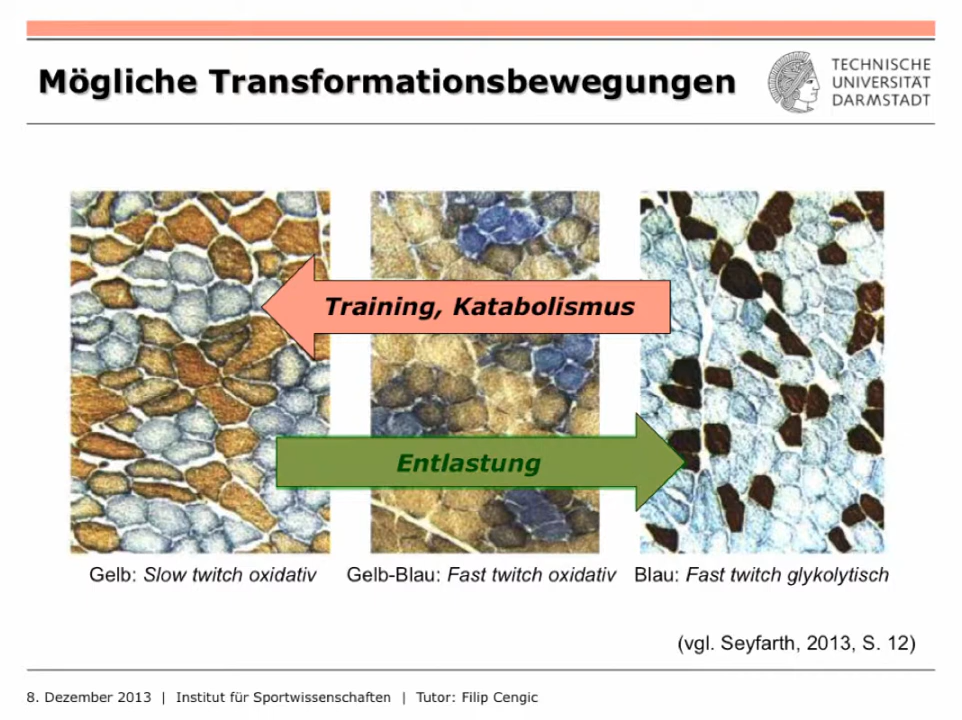 Mögliche Transformationsbewegungen
TECHNISCHE
UNIVERSITÄT
DARMSTADT
Training, Katabolismus
Entlastung
Gelb: Slow twitch oxidativ
Gelb-Blau: Fast twitch oxidativ
Blau: Fast twitch glykolytisch
(vgl. Seyfarth, 2013, S. 12)
8. Dezember 2013 | Institut für Sportwissenschaften | Tutor: Filip Cengic